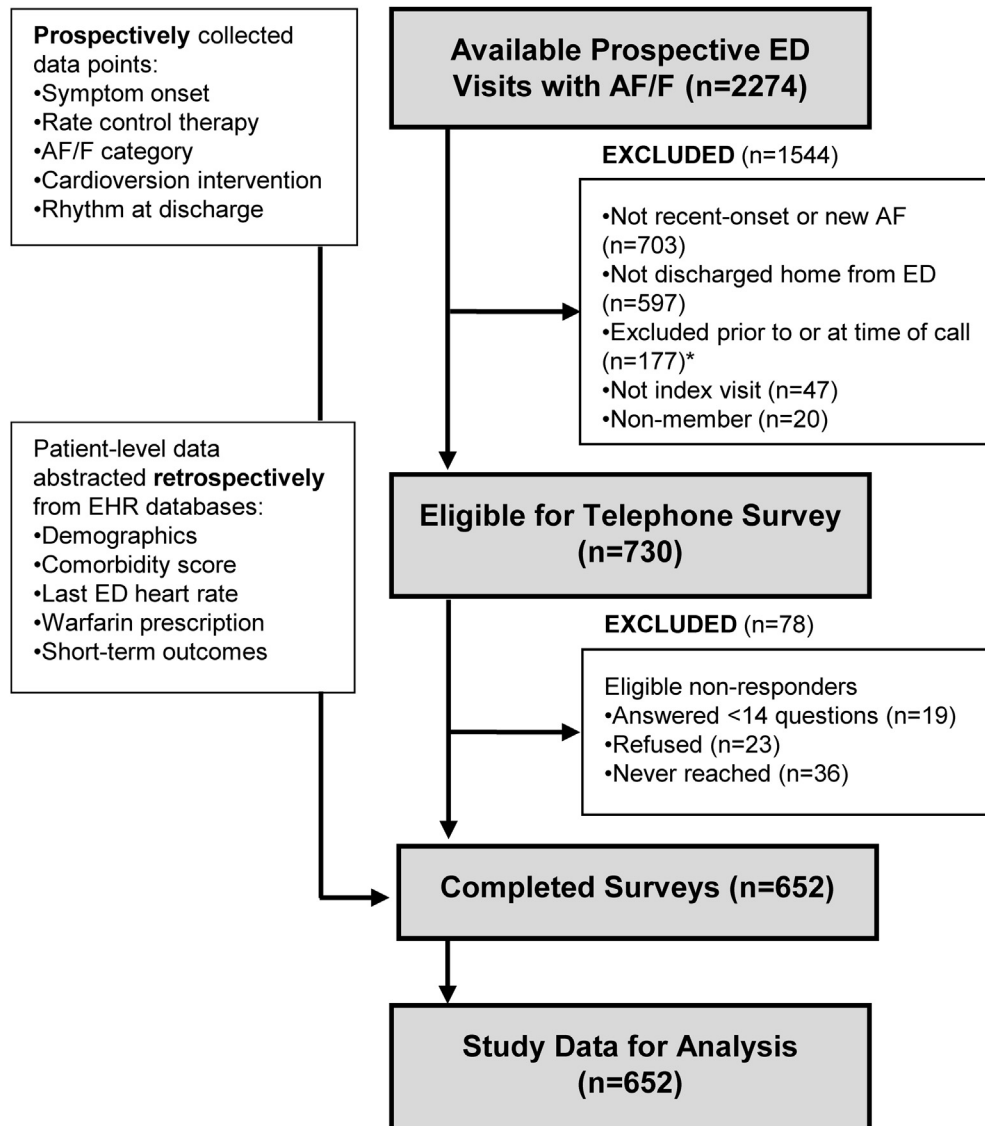 Prospectively collected
data points:
•Symptom onset
•Rate control therapy
•AF/F category
•Cardioversion intervention
•Rhythm at discharge
Available Prospective ED
Visits with AF/F (n=2274)
EXCLUDED (n=1544)
•Not recent-onset or new AF
(n=703)
•Not discharged home from ED
(n=597)
•Excluded prior to or at time of call
(n=177)*
•Not index visit (n=47)
•Non-member (n=20)
Patient-level data
abstracted retrospectively
from EHR databases:
•Demographics
•Comorbidity score
•Last ED heart rate
•Warfarin prescription
•Short-term outcomes
Eligible for Telephone Survey
(n=730)
EXCLUDED (n=78)
Eligible non-responders
•Answered <14 questions (n=19)
•Refused (n=23)
•Never reached (n=36)
Completed Surveys (n=652)
Study Data for Analysis
(n=652)